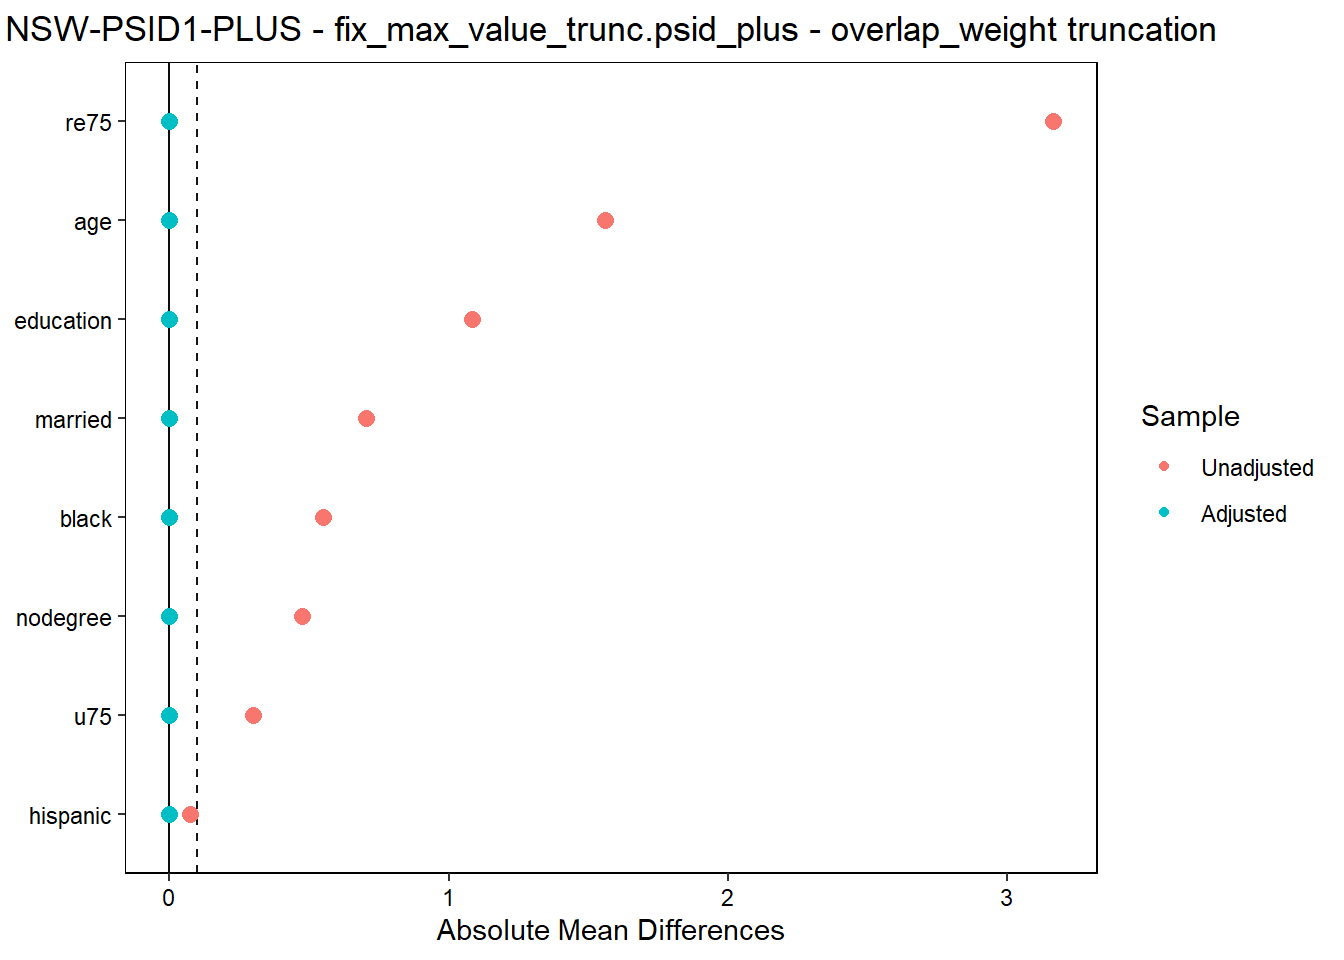 NSW-PSID1-PLUS - fix_max_value_trunc.psid_plus - overlap_weight truncation
re75
age
education
married
black
nodegree
u75
hispanic
0
1
2
3
Absolute Mean Differences
Sample
Unadjusted
Adjusted